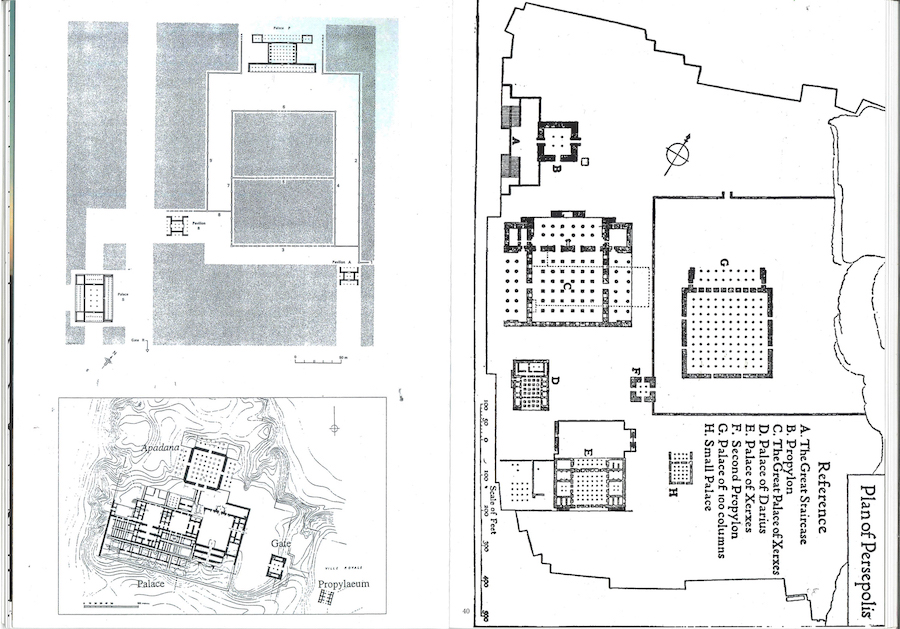 Palace P
6
5
2
7
1
4
8
3
Pavilion
B
Pavilion A
Palace
S
Gate R
50 m
Apadana
Palace
Gate
VILLE ROYALE
Propylaeum
Plan of Persepolis
Reference
A. The Great Staircase
B. Propylon
C. The Great Palace of Xerxes
D. Palace of Darius
E. Palace of Xerxes
F. Second Propylon
G. Palace of 100 columns
H. Small Palace
A
B
C
D
E
F
G
H
100 50 0 100 200 300 400 500
Scale of Feet
40